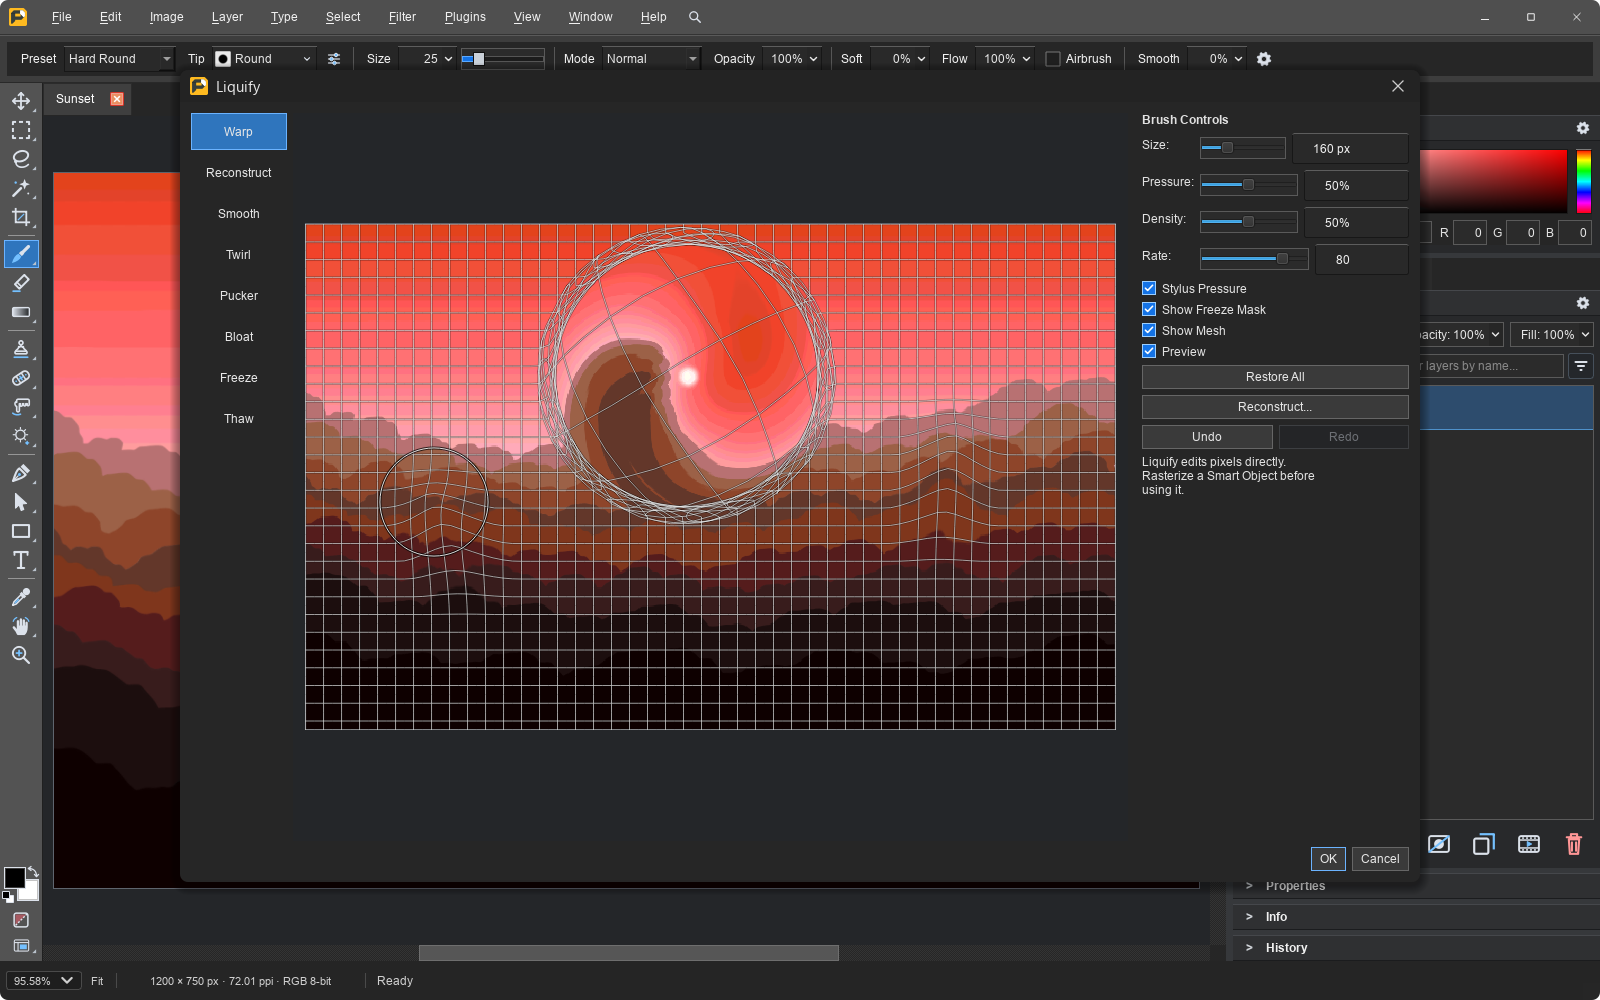 File Edit Image Layer Type Select Filter Plugins View Window Help
Preset Hard Round Tip Round Size 25 Mode Normal Opacity 100% Soft 0% Flow 100% Airbrush Smooth 0%
Sunset
Liquify
Warp
Reconstruct
Smooth
Twirl
Pucker
Bloat
Freeze
Thaw
Brush Controls
Size: 160 px
Pressure: 50%
Density: 50%
Rate: 80
Stylus Pressure
Show Freeze Mask
Show Mesh
Preview
Restore All
Reconstruct...
Undo Redo
Liquify edits pixels directly.
Rasterize a Smart Object before
using it.
OK Cancel
R 0 G 0 B 0
100% Fill: 100%
layers by name...
> Properties
> Info
> History
95.58% Fit 1200 × 750 px · 72.01 ppi · RGB 8-bit Ready